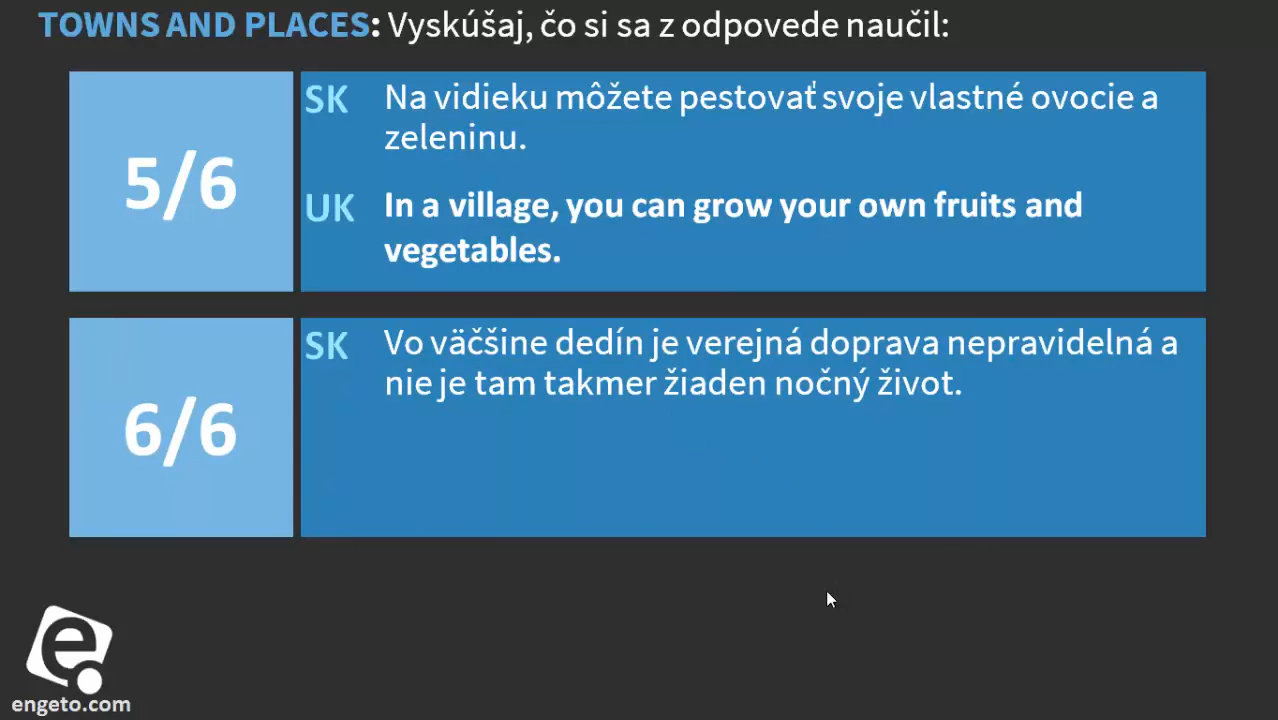 TOWNS AND PLACES: Vyskúšaj, čo si sa z odpovede naučil:
5/6
SK Na vidieku môžete pestovať svoje vlastné ovocie a
zeleninu.
UK In a village, you can grow your own fruits and
vegetables.
6/6
SK Vo väčšine dedín je verejná doprava nepravidelná a
nie je tam takmer žiaden nočný život.
e
engeto.com